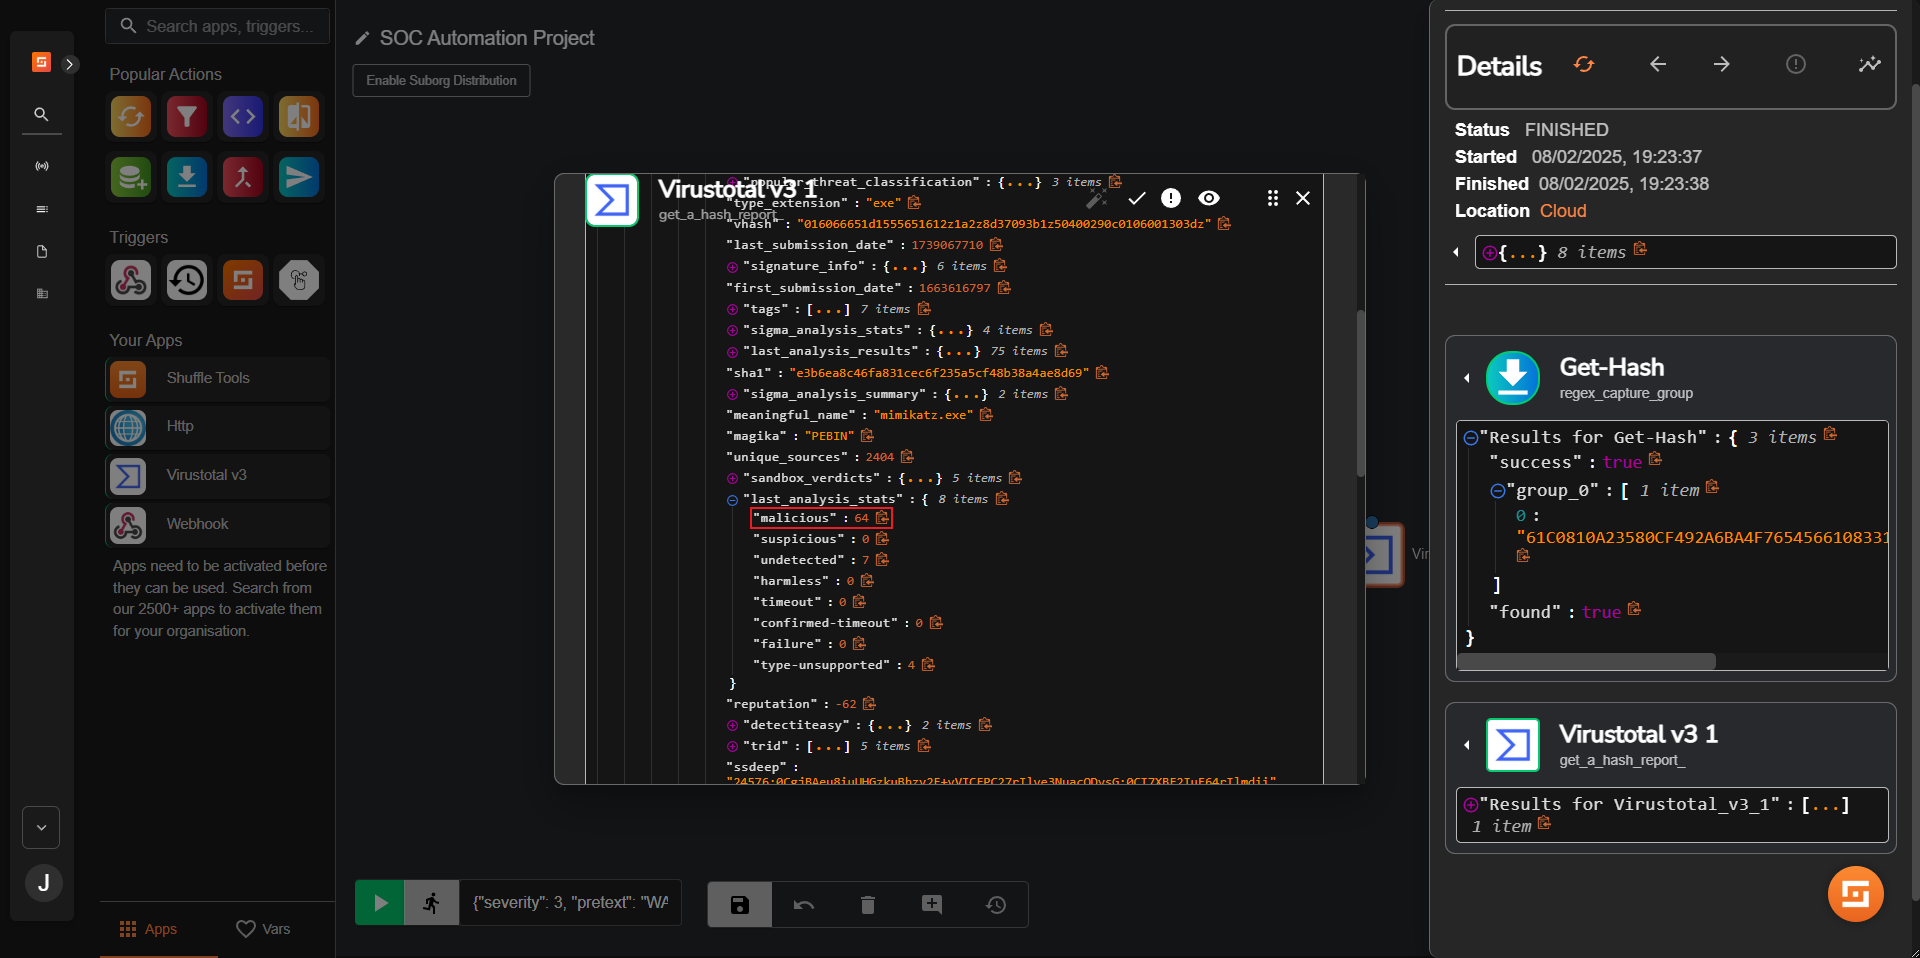 Search apps, triggers...
Popular Actions
Triggers
Your Apps
Shuffle Tools
Http
Virustotal v3
Webhook
Apps need to be activated before
they can be used. Search from
our 2500+ apps to activate them
for your organisation.
J
Apps
Vars
SOC Automation Project
Enable Suborg Distribution
Virustotal v3 1
get_a_hash_report_
"popular_threat_classification" : {...} 3 items
"type_extension" : "exe"
"vhash" : "016066651d1555651612z1a2z8d37093b1z50400290c0106001303dz"
"last_submission_date" : 1739067710
"signature_info" : {...} 6 items
"first_submission_date" : 1663616797
"tags" : [...] 7 items
"sigma_analysis_stats" : {...} 4 items
"last_analysis_results" : {...} 75 items
"sha1" : "e3b6ea8c46fa831cec6f235a5cf48b38a4ae8d69"
"sigma_analysis_summary" : {...} 2 items
"meaningful_name" : "mimikatz.exe"
"magika" : "PEBIN"
"unique_sources" : 2404
"sandbox_verdicts" : {...} 5 items
"last_analysis_stats" : { 8 items
"malicious" : 64
"suspicious" : 0
"undetected" : 7
"harmless" : 0
"timeout" : 0
"confirmed-timeout" : 0
"failure" : 0
"type-unsupported" : 4
}
"reputation" : -62
"detectiteasy" : {...} 2 items
"trid" : [...] 5 items
"ssdeep" :
Vir
{"severity": 3, "pretext": "WA
Details
Status FINISHED
Started 08/02/2025, 19:23:37
Finished 08/02/2025, 19:23:38
Location Cloud
{...} 8 items
Get-Hash
regex_capture_group
"Results for Get-Hash" : { 3 items
"success" : true
"group_0" : [ 1 item
0 :
"61C0810A23580CF492A6BA4F7654566108331
]
"found" : true
}
Virustotal v3 1
get_a_hash_report_
"Results for Virustotal_v3_1" : [...]
1 item